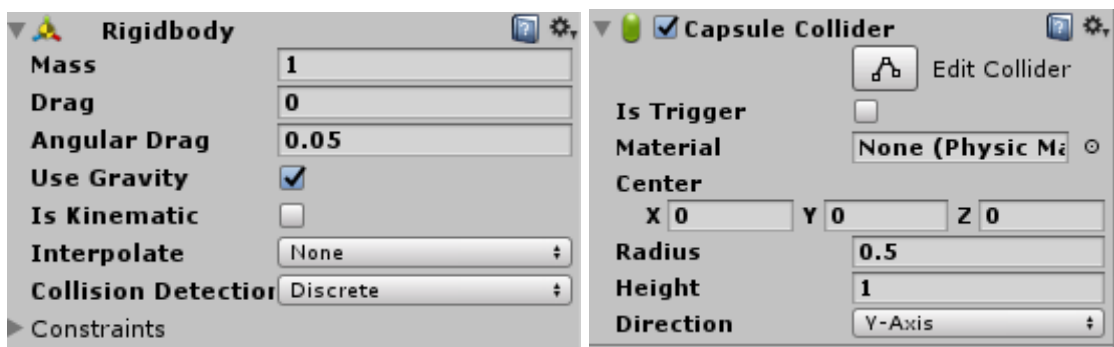 Rigidbody
Mass 1
Drag 0
Angular Drag 0.05
Use Gravity
Is Kinematic
Interpolate None
Collision Detection Discrete
Constraints
Capsule Collider
Edit Collider
Is Trigger
Material None (Physic Ma
Center
X 0 Y 0 Z 0
Radius 0.5
Height 1
Direction Y-Axis